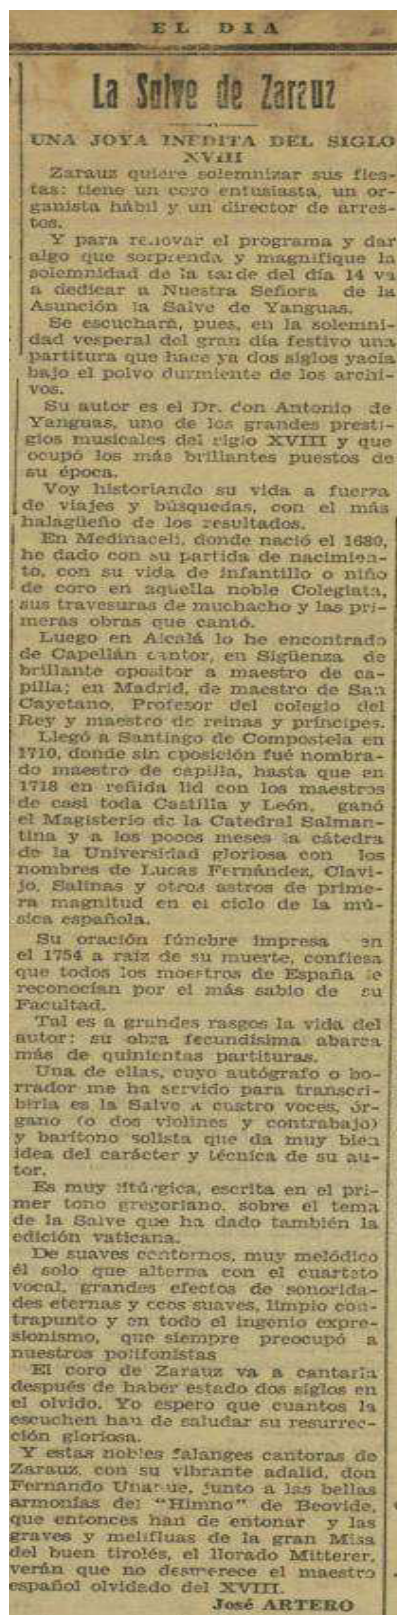 EL DIA
La Salve de Zarauz
UNA JOYA INEDITA DEL SIGLO
XVIII
Zarauz quiere solemnizar sus fies-
tas: tiene un coro entusiasta, un or-
ganista hábil y un director de arres-
tos.
Y para renovar el programa y dar
algo que sorprenda y magnifique la
solemnidad de la tarde del día 14 va
a dedicar a Nuestra Señora de la
Asunción la Salve de Yanguas.
Se escuchará, pues, en la solemni-
dad vesperal del gran día festivo una
partitura que hace ya dos siglos yacía
bajo el polvo durmiente de los archi-
vos.
Su autor es el Dr. don Antonio de
Yanguas, uno de los grandes presti-
gios musicales del siglo XVIII y que
ocupó los más brillantes puestos de
su época.
Voy historiando su vida a fuerza
de viajes y búsquedas, con el más
halagüeño de los resultados.
En Medinaceli, donde nació el 1680,
he dado con su partida de nacimien-
to, con su vida de infantillo o niño
de coro en aquella noble Colegiata,
sus travesuras de muchacho y las pri-
meras obras que cantó.
Luego en Alcalá lo he encontrado
de Capellán cantor, en Sigüenza de
brillante opositor a maestro de ca-
pilla; en Madrid, de maestro de San
Cayetano, Profesor del colegio del
Rey y maestro de reinas y príncipes.
Llegó a Santiago de Compostela en
1710, donde sin oposición fué nombra-
do maestro de capilla, hasta que en
1718 en reñida lid con los maestros
de casi toda Castilla y León, ganó
el Magisterio de la Catedral Salman-
tina y a los pocos meses la cátedra
de la Universidad gloriosa con los
nombres de Lucas Fernández, Clavi-
jo, Salinas y otros astros de prime-
ra magnitud en el ciclo de la mú-
sica española.
Su oración fúnebre impresa en
el 1754 a raíz de su muerte, confiesa
que todos los maestros de España le
reconocían por el más sabio de su
Facultad.
Tal es a grandes rasgos la vida del
autor: su obra fecundísima abarca
más de quinientas partituras.
Una de ellas, cuyo autógrafo o bo-
rrador me ha servido para transcri-
birla es la Salve a cuatro voces, ór-
gano (o dos violines y contrabajo)
y barítono solista que da muy bien
idea del carácter y técnica de su au-
tor.
Es muy litúrgica, escrita en el pri-
mer tono gregoriano, sobre el tema
de la Salve que ha dado también la
edición vaticana.
De suaves contornos, muy melódico
él solo que alterna con el cuarteto
vocal, grandes efectos de sonorida-
des eternas y ecos suaves, limpio con-
trapunto y en todo el ingenio expre-
sionismo, que siempre preocupó a
nuestros polifonistas
El coro de Zarauz va a cantarla
después de haber estado dos siglos en
el olvido. Yo espero que cuantos la
escuchen han de saludar su resurrec-
ción gloriosa.
Y estas nobles falanges cantoras de
Zarauz, con su vibrante adalid, don
Fernando Unanue, junto a las bellas
armonías del "Himno" de Beovide,
que entonces han de entonar y las
graves y melifluas de la gran Misa
del buen tirolés, el llorado Mitterer,
verán que no desmerece el maestro
español olvidado del XVIII.
José ARTERO